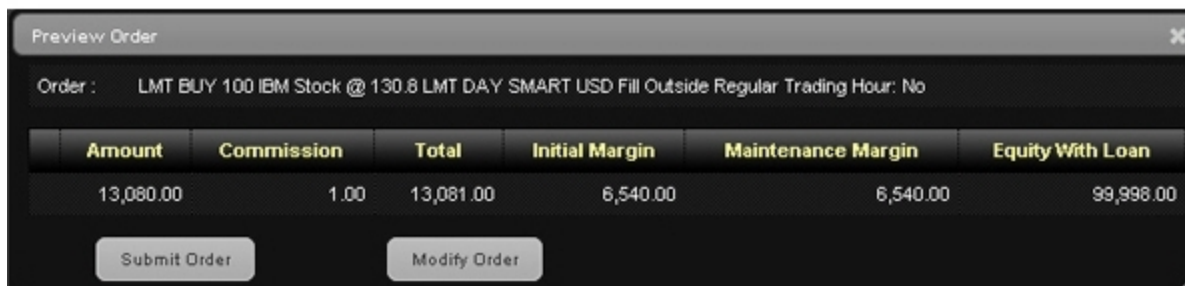 Preview Order
Order : LMT BUY 100 IBM Stock @ 130.8 LMT DAY SMART USD Fill Outside Regular Trading Hour: No
Amount Commission Total Initial Margin Maintenance Margin Equity With Loan
13,080.00 1.00 13,081.00 6,540.00 6,540.00 99,998.00
Submit Order Modify Order